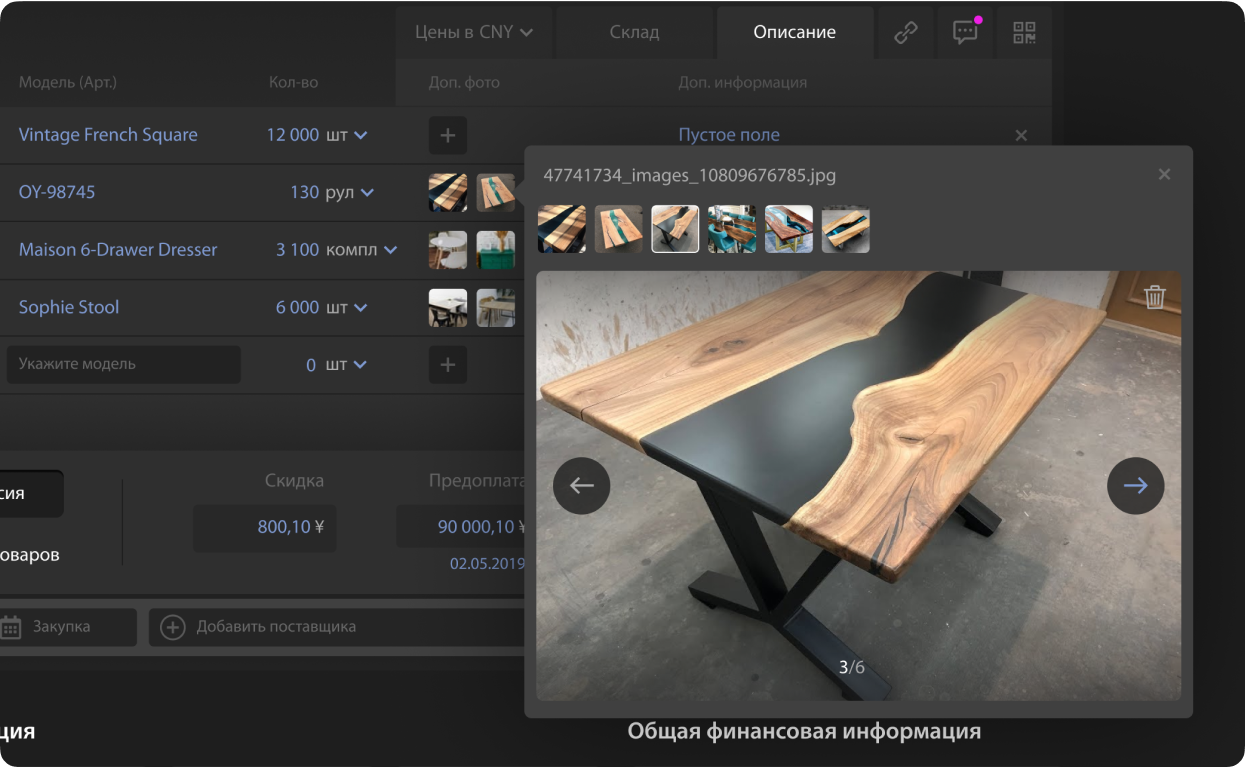 Цены в CNY
Склад
Описание
Модель (Арт.)
Кол-во
Доп. фото
Доп. информация
Vintage French Square
12 000 шт
Пустое поле
47741734_images_10809676785.jpg
OY-98745
130 рул
Maison 6-Drawer Dresser
3 100 компл
Sophie Stool
6 000 шт
Укажите модель
0 шт
Скидка
Предоплата
сия
800,10 ¥
90 000,10 ¥
оваров
02.05.2019
Закупка
Добавить поставщика
3/6
ция
Общая финансовая информация